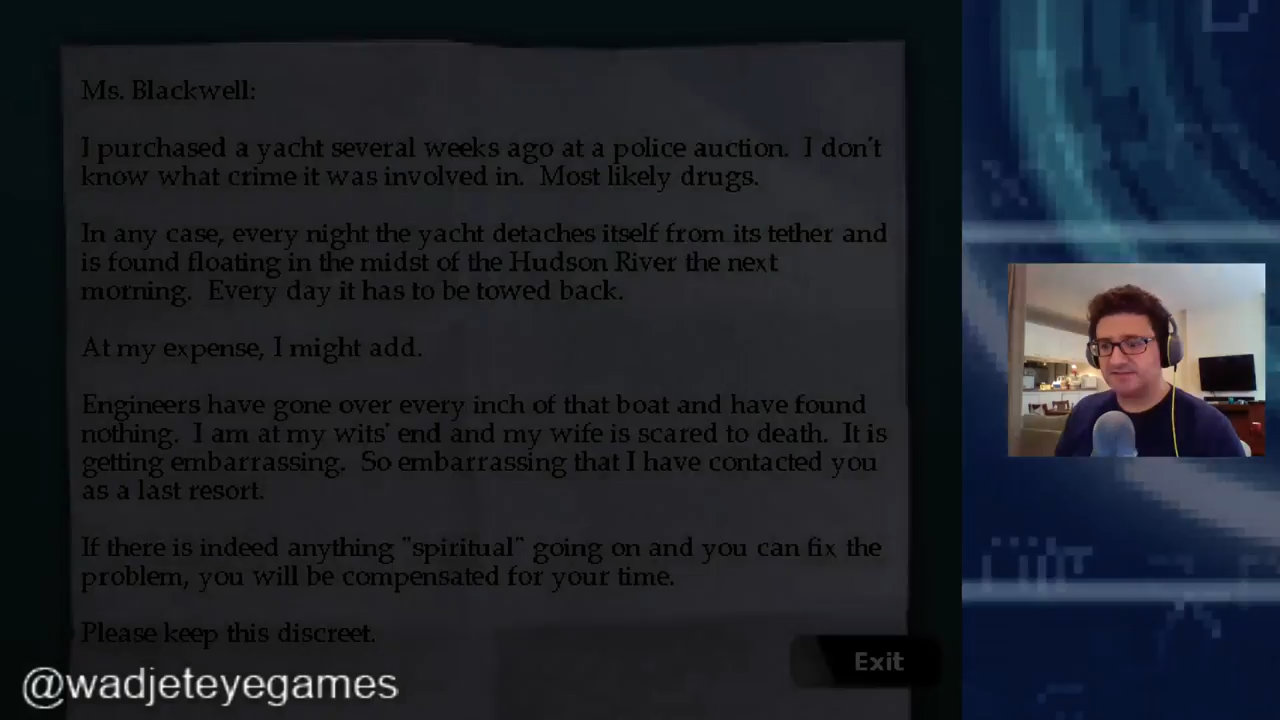 Ms. Blackwell:
I purchased a yacht several weeks ago at a police auction. I don't
know what crime it was involved in. Most likely drugs.
In any case, every night the yacht detaches itself from its tether and
is found floating in the midst of the Hudson River the next
morning. Every day it has to be towed back.
At my expense, I might add.
Engineers have gone over every inch of that boat and have found
nothing. I am at my wits' end and my wife is scared to death. It is
getting embarrassing. So embarrassing that I have contacted you
as a last resort.
If there is indeed anything "spiritual" going on and you can fix the
problem, you will be compensated for your time.
Please keep this discreet.
Exit
@wadjeteyegames